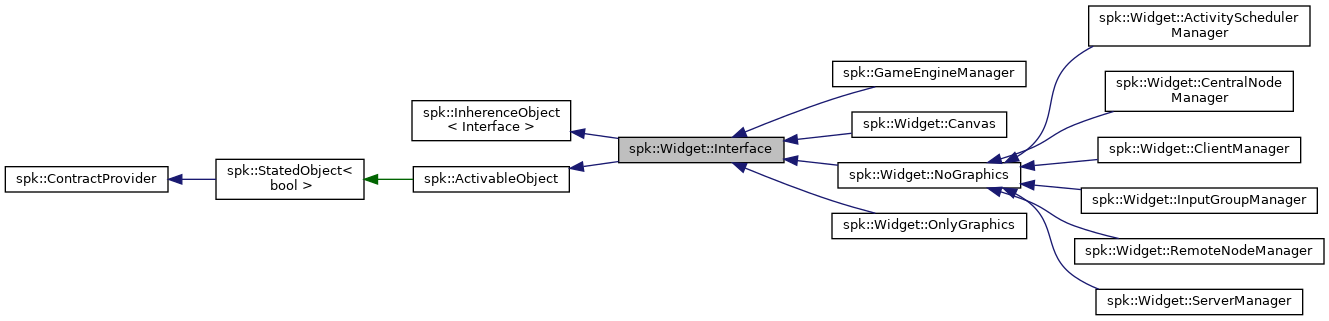 spk::ContractProvider
spk::StatedObject<
bool >
spk::InherenceObject
< Interface >
spk::ActivableObject
spk::Widget::Interface
spk::GameEngineManager
spk::Widget::Canvas
spk::Widget::NoGraphics
spk::Widget::OnlyGraphics
spk::Widget::ActivityScheduler
Manager
spk::Widget::CentralNode
Manager
spk::Widget::ClientManager
spk::Widget::InputGroupManager
spk::Widget::RemoteNodeManager
spk::Widget::ServerManager